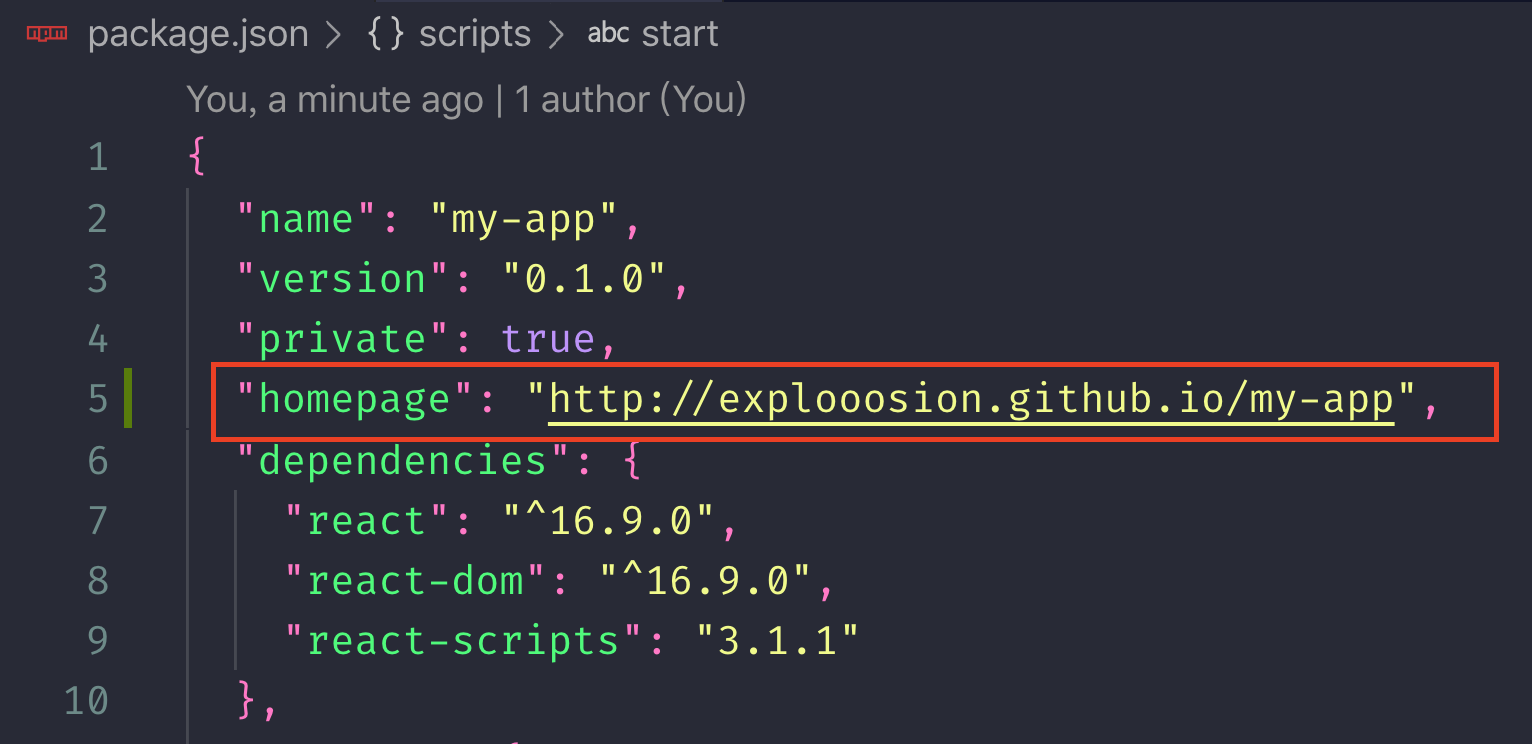 package.json > {} scripts > abc start
You, a minute ago | 1 author (You)
1 {
2 "name": "my-app",
3 "version": "0.1.0",
4 "private": true,
5 "homepage": "http://explooosion.github.io/my-app",
6 "dependencies": {
7 "react": "^16.9.0",
8 "react-dom": "^16.9.0",
9 "react-scripts": "3.1.1"
10 },